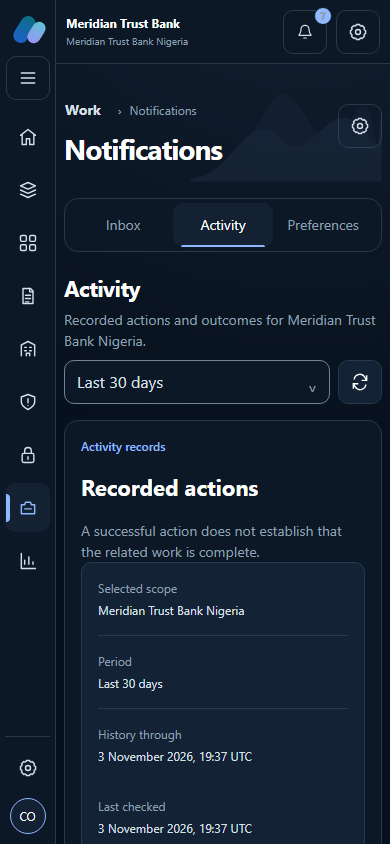 Meridian Trust Bank
Meridian Trust Bank Nigeria
Work › Notifications
Notifications
Inbox
Activity
Preferences
Activity
Recorded actions and outcomes for Meridian Trust
Bank Nigeria.
Last 30 days
Activity records
Recorded actions
A successful action does not establish that
the related work is complete.
Selected scope
Meridian Trust Bank Nigeria
Period
Last 30 days
History through
3 November 2026, 19:37 UTC
Last checked
3 November 2026, 19:37 UTC
CO